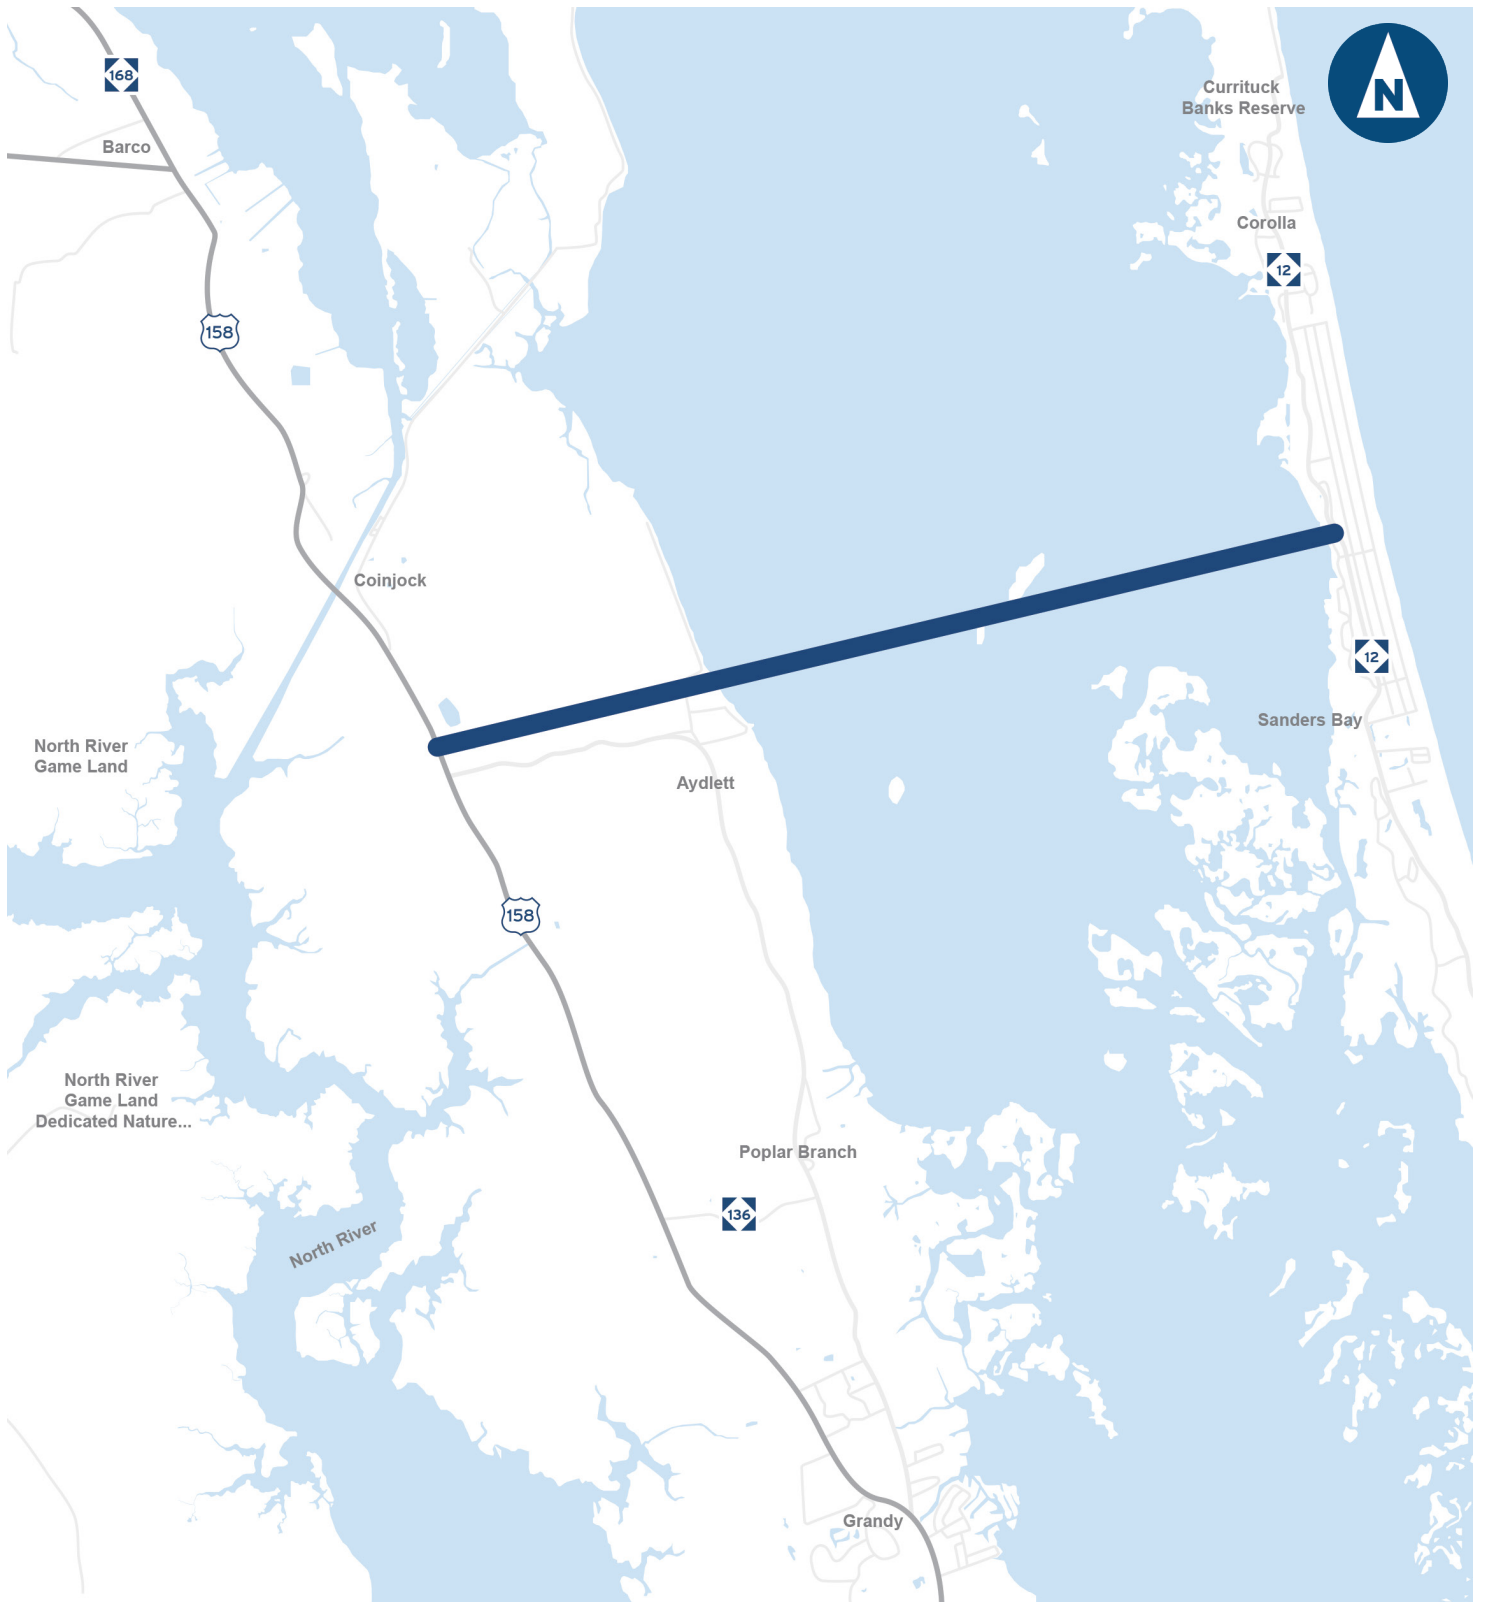 168
Currituck
Banks Reserve
N
Barco
Corolla
12
158
Coinjock
12
Sanders Bay
North River
Game Land
Aydlett
158
North River
Game Land
Dedicated Nature...
Poplar Branch
136
North River
Grandy